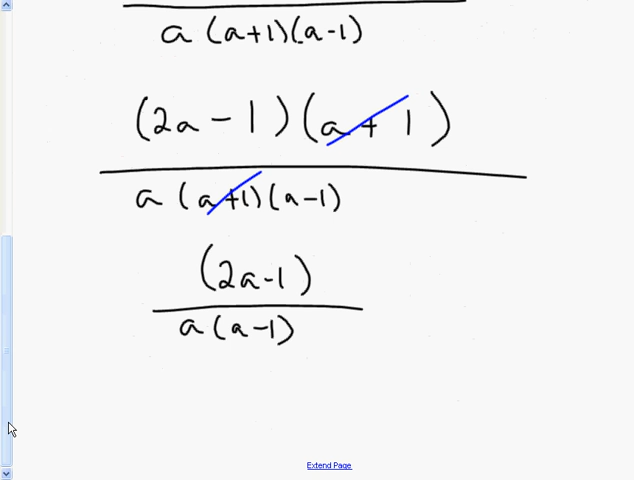 a (a+1)(a-1)
(2a - 1)(a + 1)
a (a+1)(a-1)
(2a-1)
a (a-1)
Extend Page